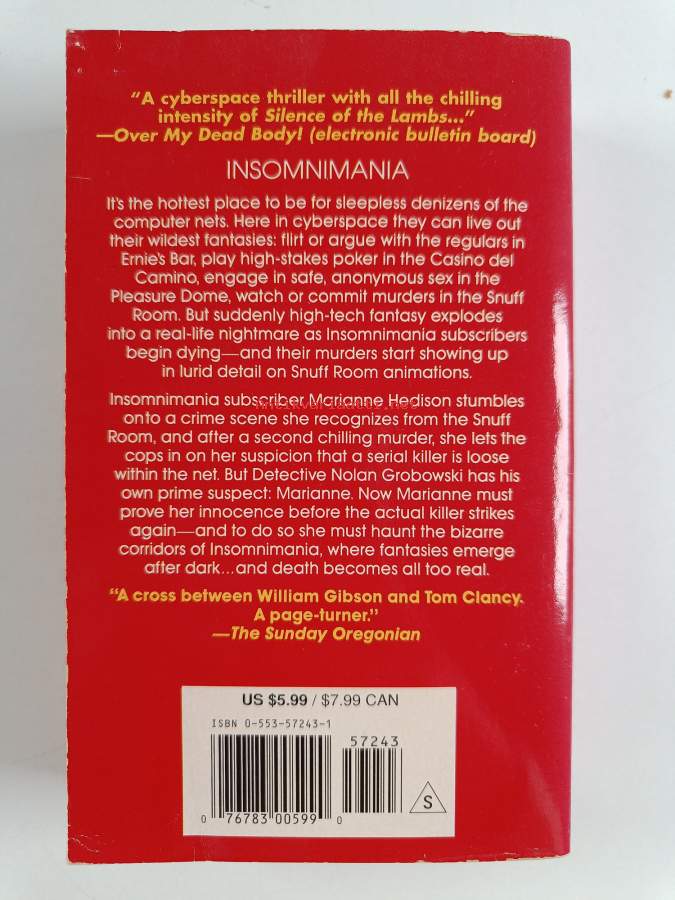 "A cyberspace thriller with all the chilling
intensity of Silence of the Lambs..."
—Over My Dead Body! (electronic bulletin board)
INSOMNIMANIA
It's the hottest place to be for sleepless denizens of the
computer nets. Here in cyberspace they can live out
their wildest fantasies: flirt or argue with the regulars in
Ernie's Bar, play high-stakes poker in the Casino del
Camino, engage in safe, anonymous sex in the
Pleasure Dome, watch or commit murders in the Snuff
Room. But suddenly high-tech fantasy explodes
into a real-life nightmare as Insomnimania subscribers
begin dying—and their murders start showing up
in lurid detail on Snuff Room animations.
Insomnimania subscriber Marianne Hedison stumbles
onto a crime scene she recognizes from the Snuff
Room, and after a second chilling murder, she lets the
cops in on her suspicion that a serial killer is loose
within the net. But Detective Nolan Grobowski has his
own prime suspect: Marianne. Now Marianne must
prove her innocence before the actual killer strikes
again—and to do so she must haunt the bizarre
corridors of Insomnimania, where fantasies emerge
after dark...and death becomes all too real.
"A cross between William Gibson and Tom Clancy.
A page-turner."
—The Sunday Oregonian
US $5.99 / $7.99 CAN
ISBN 0-553-57243-1
57243
S
0 76783 00599 0